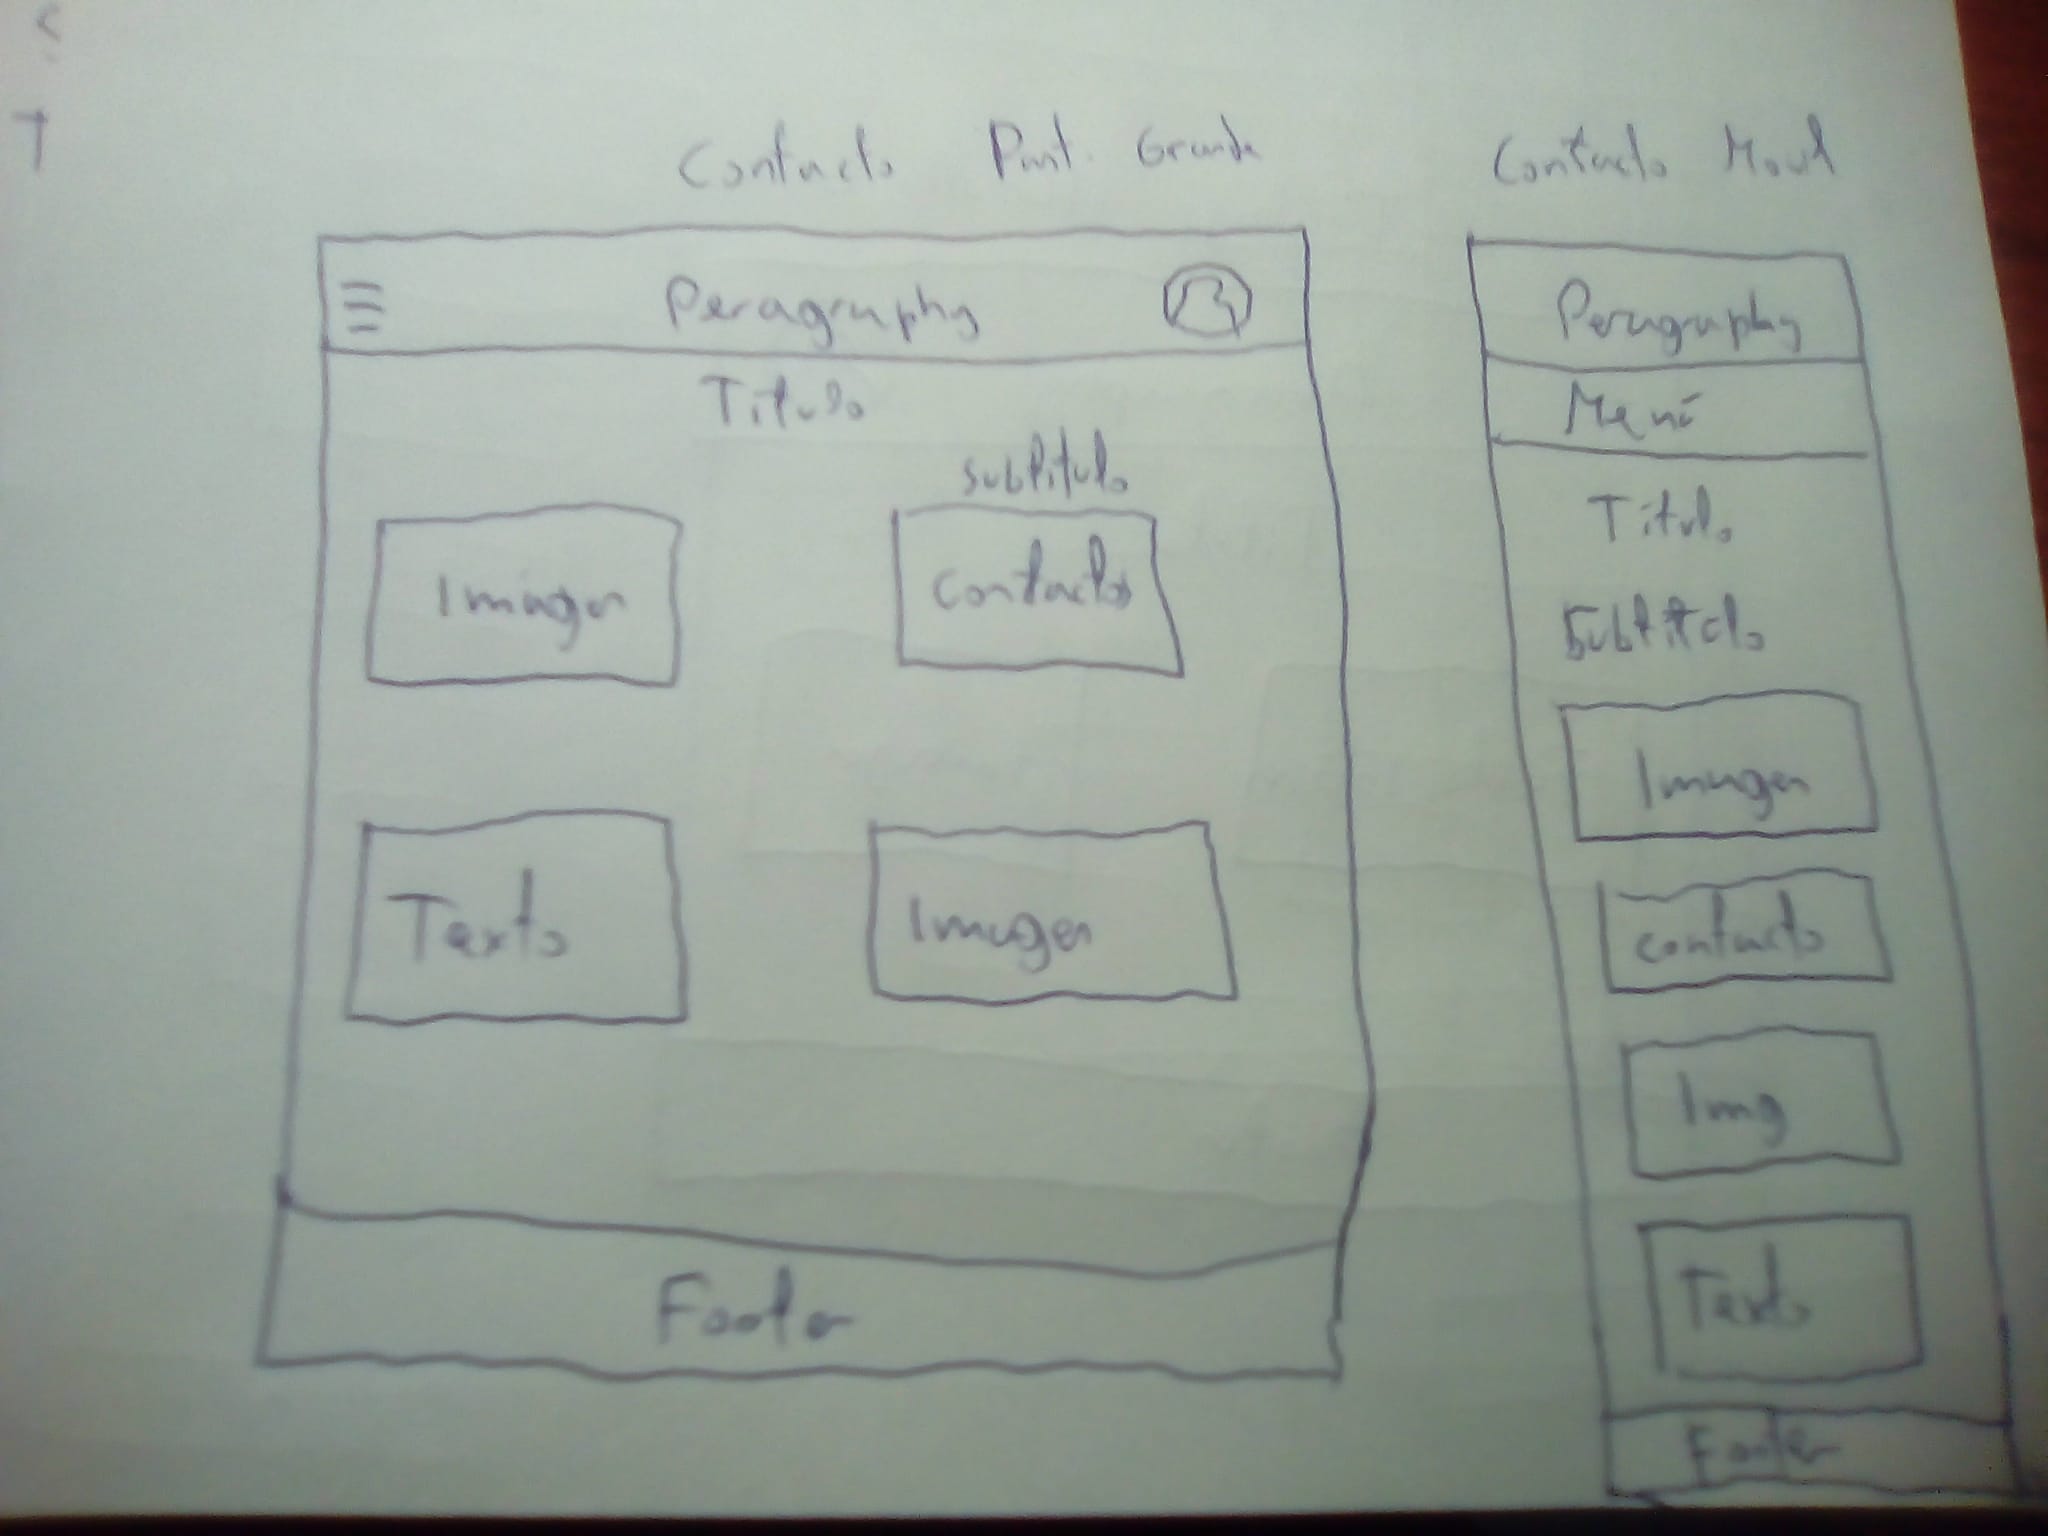 Contacto Pant. Grande
Peragraphy
Titulo
subtitulo
Imagen
Contactos
Texto
Imagen
Footer
Contacto Movil
Peragraphy
Menú
Titulo
Subtitulo
Imagen
contacto
Img
Texto
Footer